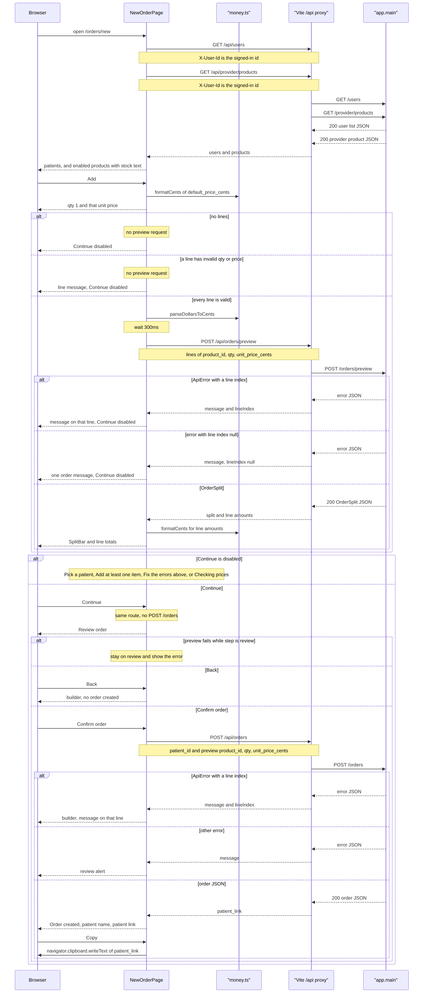 Browser
NewOrderPage
"money.ts"
"Vite /api proxy"
"app.main"
open /orders/new
GET /api/users
X-User-Id is the signed-in id
GET /api/provider/products
X-User-Id is the signed-in id
GET /users
GET /provider/products
200 user list JSON
200 provider product JSON
users and products
patients, and enabled products with stock text
Add
formatCents of default_price_cents
qty 1 and that unit price
alt
[no lines]
no preview request
Continue disabled
[a line has invalid qty or price]
no preview request
line message, Continue disabled
[every line is valid]
parseDollarsToCents
wait 300ms
POST /api/orders/preview
lines of product_id, qty, unit_price_cents
POST /orders/preview
alt
[ApiError with a line index]
error JSON
message and lineIndex
message on that line, Continue disabled
[error with line index null]
error JSON
message, lineIndex null
one order message, Continue disabled
[OrderSplit]
200 OrderSplit JSON
split and line amounts
formatCents for line amounts
SplitBar and line totals
alt
[Continue is disabled]
Pick a patient, Add at least one item, Fix the errors above, or Checking prices
[Continue]
Continue
same route, no POST /orders
Review order
alt
[preview fails while step is review]
stay on review and show the error
[Back]
Back
builder, no order created
[Confirm order]
Confirm order
POST /api/orders
patient_id and preview product_id, qty, unit_price_cents
POST /orders
alt
[ApiError with a line index]
error JSON
message and lineIndex
builder, message on that line
[other error]
error JSON
message
review alert
[order JSON]
200 order JSON
patient_link
Order created, patient name, patient link
Copy
navigator.clipboard.writeText of patient_link
Browser
NewOrderPage
"money.ts"
"Vite /api proxy"
"app.main"